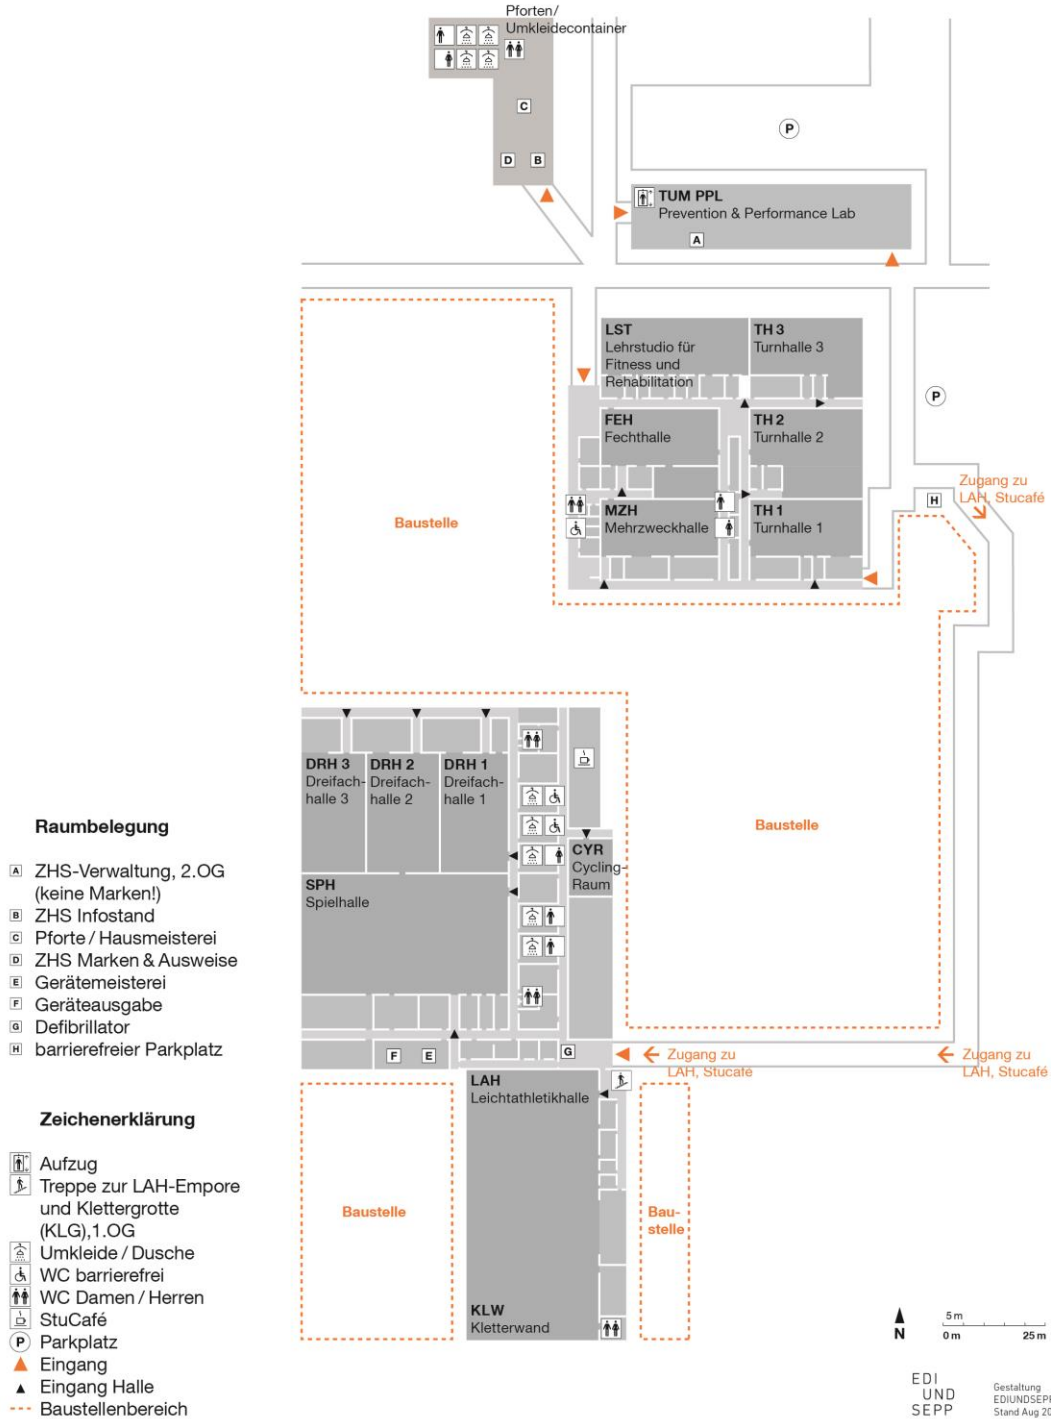 Pforten/
Umkleidecontainer
C
D
B
P
TUM PPL
Prevention & Performance Lab
A
LST
Lehrstudio für
Fitness und
Rehabilitation
TH 3
Turnhalle 3
P
FEH
Fechthalle
TH 2
Turnhalle 2
Zugang zu
LAH, Stucafé
H
MZH
Mehrzweckhalle
TH 1
Turnhalle 1
Baustelle
DRH 3
Dreifach-
halle 3
DRH 2
Dreifach-
halle 2
DRH 1
Dreifach-
halle 1
Baustelle
CYR
Cycling-
Raum
SPH
Spielhalle
F
E
G
Zugang zu
LAH, Stucafé
Zugang zu
LAH, Stucafé
LAH
Leichtathletikhalle
Baustelle
Bau-
stelle
KLW
Kletterwand
Raumbelegung
A ZHS-Verwaltung, 2.OG
(keine Marken!)
B ZHS Infostand
C Pforte / Hausmeisterei
D ZHS Marken & Ausweise
E Gerätemeisterei
F Geräteausgabe
G Defibrillator
H barrierefreier Parkplatz
Zeichenerklärung
Aufzug
Treppe zur LAH-Empore
und Klettergrotte
(KLG),1.OG
Umkleide / Dusche
WC barrierefrei
WC Damen / Herren
StuCafé
P Parkplatz
Eingang
Eingang Halle
Baustellenbereich
N
5 m
0 m 25 m
EDI
UND
SEPP
Gestaltung
EDIUNDSEPP
Stand Aug 20